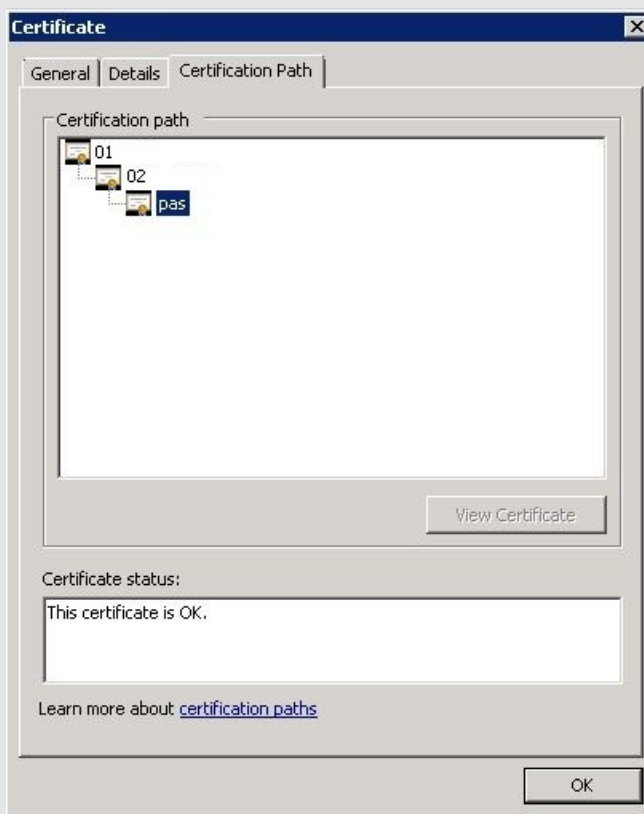 Certificate
General Details Certification Path
Certification path
01
02
pas
View Certificate
Certificate status:
This certificate is OK.
Learn more about certification paths
OK